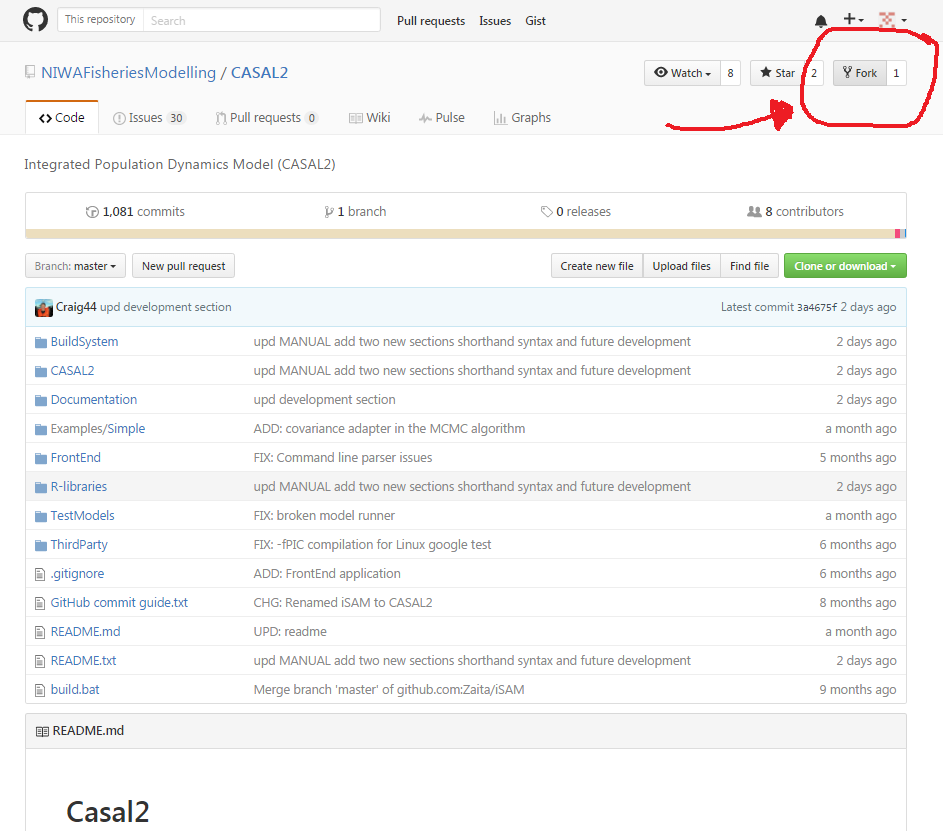 This repository Search Pull requests Issues Gist
NIWAFisheriesModelling / CASAL2 Watch 8 Star 2 Fork 1
Code Issues 30 Pull requests 0 Wiki Pulse Graphs
Integrated Population Dynamics Model (CASAL2)
1,081 commits 1 branch 0 releases 8 contributors
Branch: master New pull request Create new file Upload files Find file Clone or download
Craig44 upd development section Latest commit 3a4675f 2 days ago
BuildSystem upd MANUAL add two new sections shorthand syntax and future development 2 days ago
CASAL2 upd MANUAL add two new sections shorthand syntax and future development 2 days ago
Documentation upd development section 2 days ago
Examples/Simple ADD: covariance adapter in the MCMC algorithm a month ago
FrontEnd FIX: Command line parser issues 5 months ago
R-libraries upd MANUAL add two new sections shorthand syntax and future development 2 days ago
TestModels FIX: broken model runner a month ago
ThirdParty FIX: -fPIC compilation for Linux google test 6 months ago
.gitignore ADD: FrontEnd application 6 months ago
GitHub commit guide.txt CHG: Renamed iSAM to CASAL2 8 months ago
README.md UPD: readme a month ago
README.txt upd MANUAL add two new sections shorthand syntax and future development 2 days ago
build.bat Merge branch 'master' of github.com:Zaita/iSAM 9 months ago
README.md
Casal2